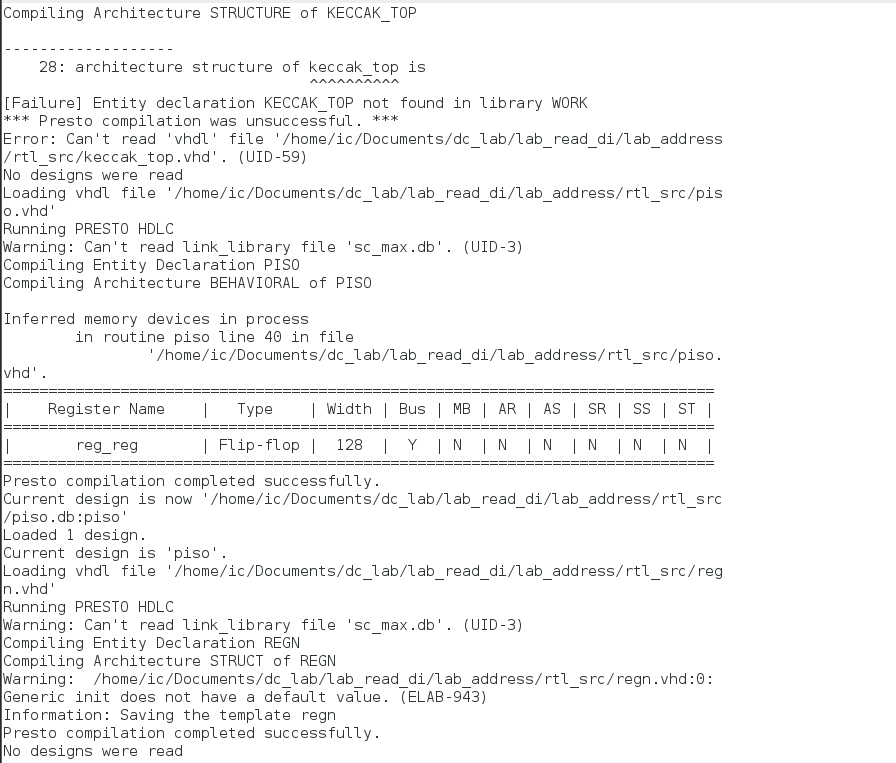 Compiling Architecture STRUCTURE of KECCAK_TOP
-------------------
    28: architecture structure of keccak_top is
                                  ^^^^^^^^^^
[Failure] Entity declaration KECCAK_TOP not found in library WORK
*** Presto compilation was unsuccessful. ***
Error: Can't read 'vhdl' file '/home/ic/Documents/dc_lab/lab_read_di/lab_address
/rtl_src/keccak_top.vhd'. (UID-59)
No designs were read
Loading vhdl file '/home/ic/Documents/dc_lab/lab_read_di/lab_address/rtl_src/pis
o.vhd'
Running PRESTO HDLC
Warning: Can't read link_library file 'sc_max.db'. (UID-3)
Compiling Entity Declaration PISO
Compiling Architecture BEHAVIORAL of PISO
Inferred memory devices in process
        in routine piso line 40 in file
                '/home/ic/Documents/dc_lab/lab_read_di/lab_address/rtl_src/piso.
vhd'.
===============================================================================
|    Register Name    |   Type    | Width | Bus | MB | AR | AS | SR | SS | ST |
===============================================================================
|       reg_reg       | Flip-flop |  128  |  Y  | N  | N  | N  | N  | N  | N  |
===============================================================================
Presto compilation completed successfully.
Current design is now '/home/ic/Documents/dc_lab/lab_read_di/lab_address/rtl_src
/piso.db:piso'
Loaded 1 design.
Current design is 'piso'.
Loading vhdl file '/home/ic/Documents/dc_lab/lab_read_di/lab_address/rtl_src/reg
n.vhd'
Running PRESTO HDLC
Warning: Can't read link_library file 'sc_max.db'. (UID-3)
Compiling Entity Declaration REGN
Compiling Architecture STRUCT of REGN
Warning:  /home/ic/Documents/dc_lab/lab_read_di/lab_address/rtl_src/regn.vhd:0:
Generic init does not have a default value. (ELAB-943)
Information: Saving the template regn
Presto compilation completed successfully.
No designs were read